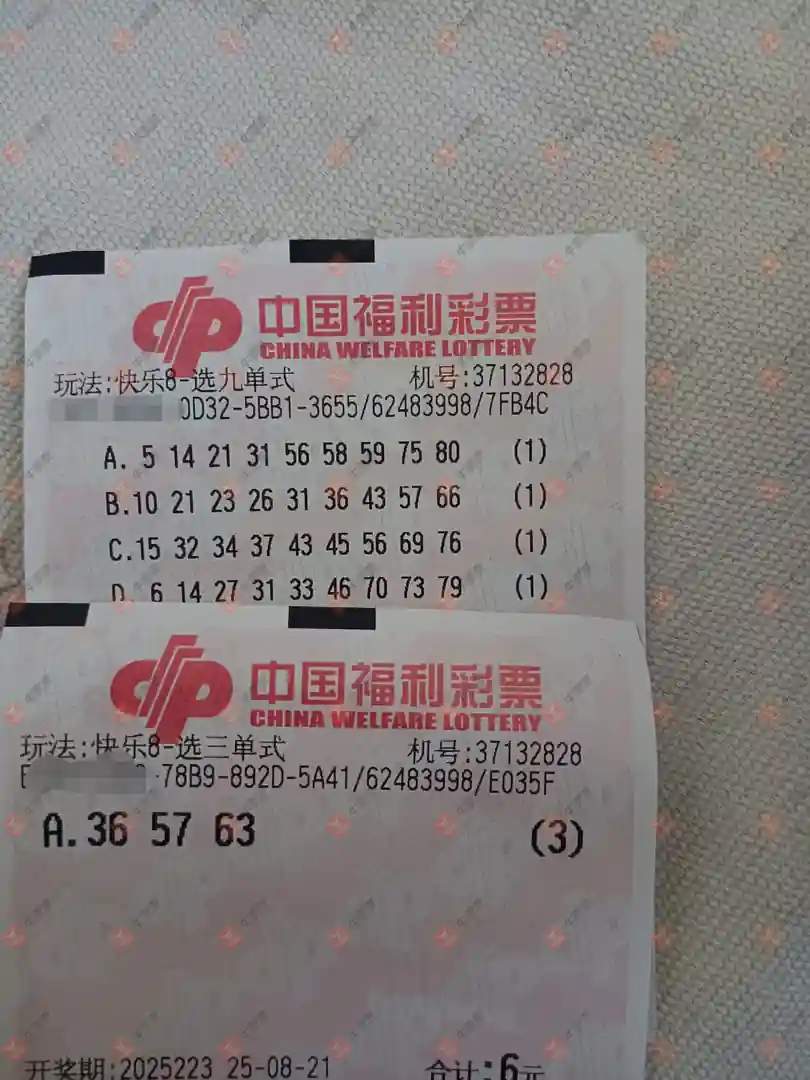 中国福利彩票
CHINA WELFARE LOTTERY
玩法:快乐8-选九单式 机号:37132828
0D32-5BB1-3655/62483998/7FB4C
A. 5 14 21 31 56 58 59 75 80 (1)
B.10 21 23 26 31 36 43 57 66 (1)
C.15 32 34 37 43 45 56 69 76 (1)
D. 6 14 27 31 33 46 70 73 79 (1)
中国福利彩票
CHINA WELFARE LOTTERY
玩法:快乐8-选三单式 机号:37132828
78B9-892D-5A41/62483998/E035F
A.36 57 63 (3)
开奖期:2025223 25-08-21 合计:6元